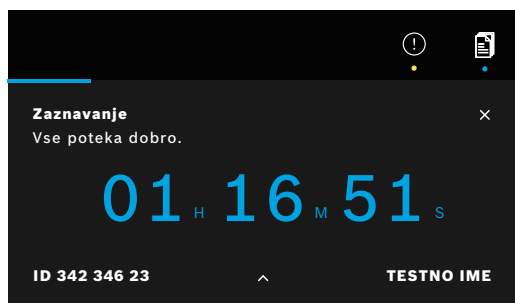 Zaznavanje
Vse poteka dobro.
01 H 16 M 51 S
ID 342 346 23
TESTNO IME